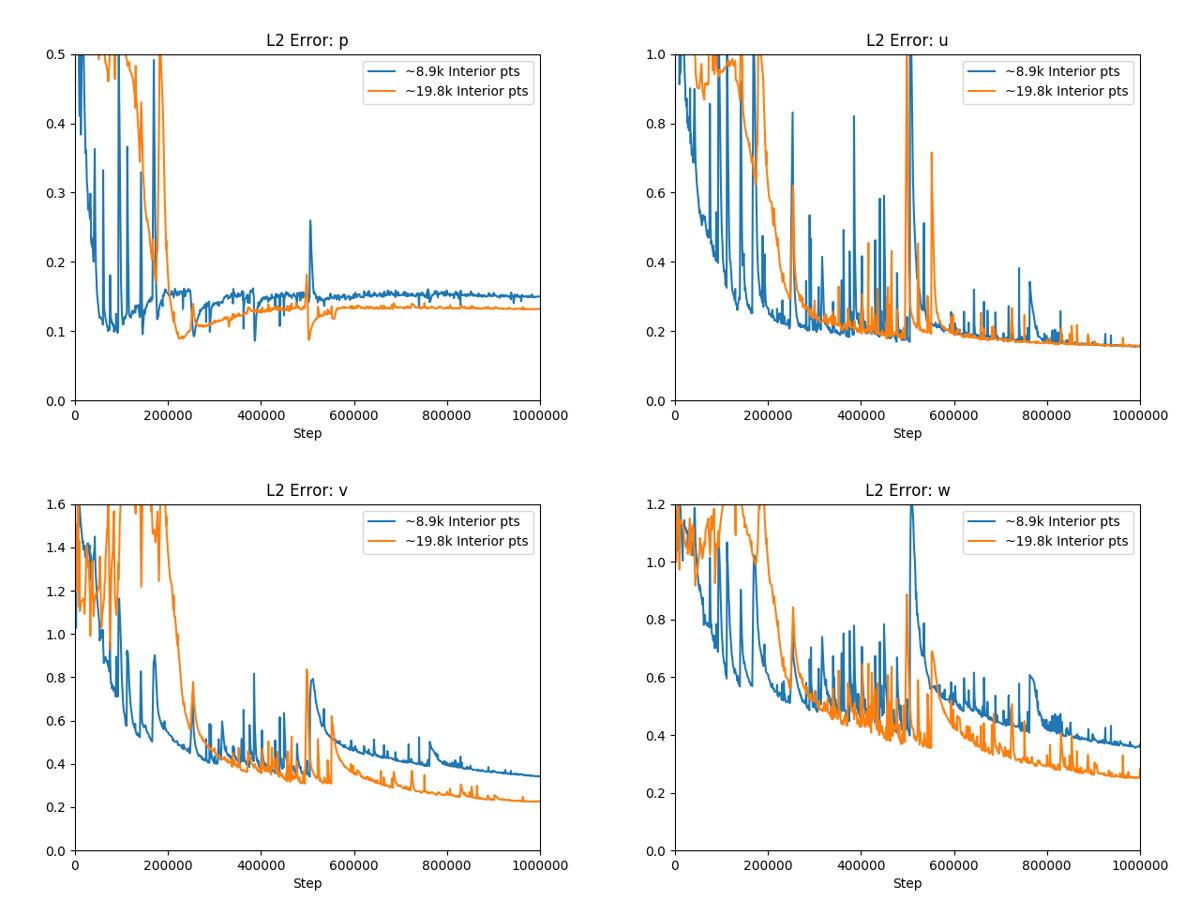 L2 Error: p
0.5
0.4
0.3
0.2
0.1
0.0
~8.9k Interior pts
~19.8k Interior pts
0 200000 400000 600000 800000 1000000
Step
L2 Error: u
1.0
0.8
0.6
0.4
0.2
0.0
~8.9k Interior pts
~19.8k Interior pts
0 200000 400000 600000 800000 1000000
Step
L2 Error: v
1.6
1.4
1.2
1.0
0.8
0.6
0.4
0.2
0.0
~8.9k Interior pts
~19.8k Interior pts
0 200000 400000 600000 800000 1000000
Step
L2 Error: w
1.2
1.0
0.8
0.6
0.4
0.2
0.0
~8.9k Interior pts
~19.8k Interior pts
0 200000 400000 600000 800000 1000000
Step